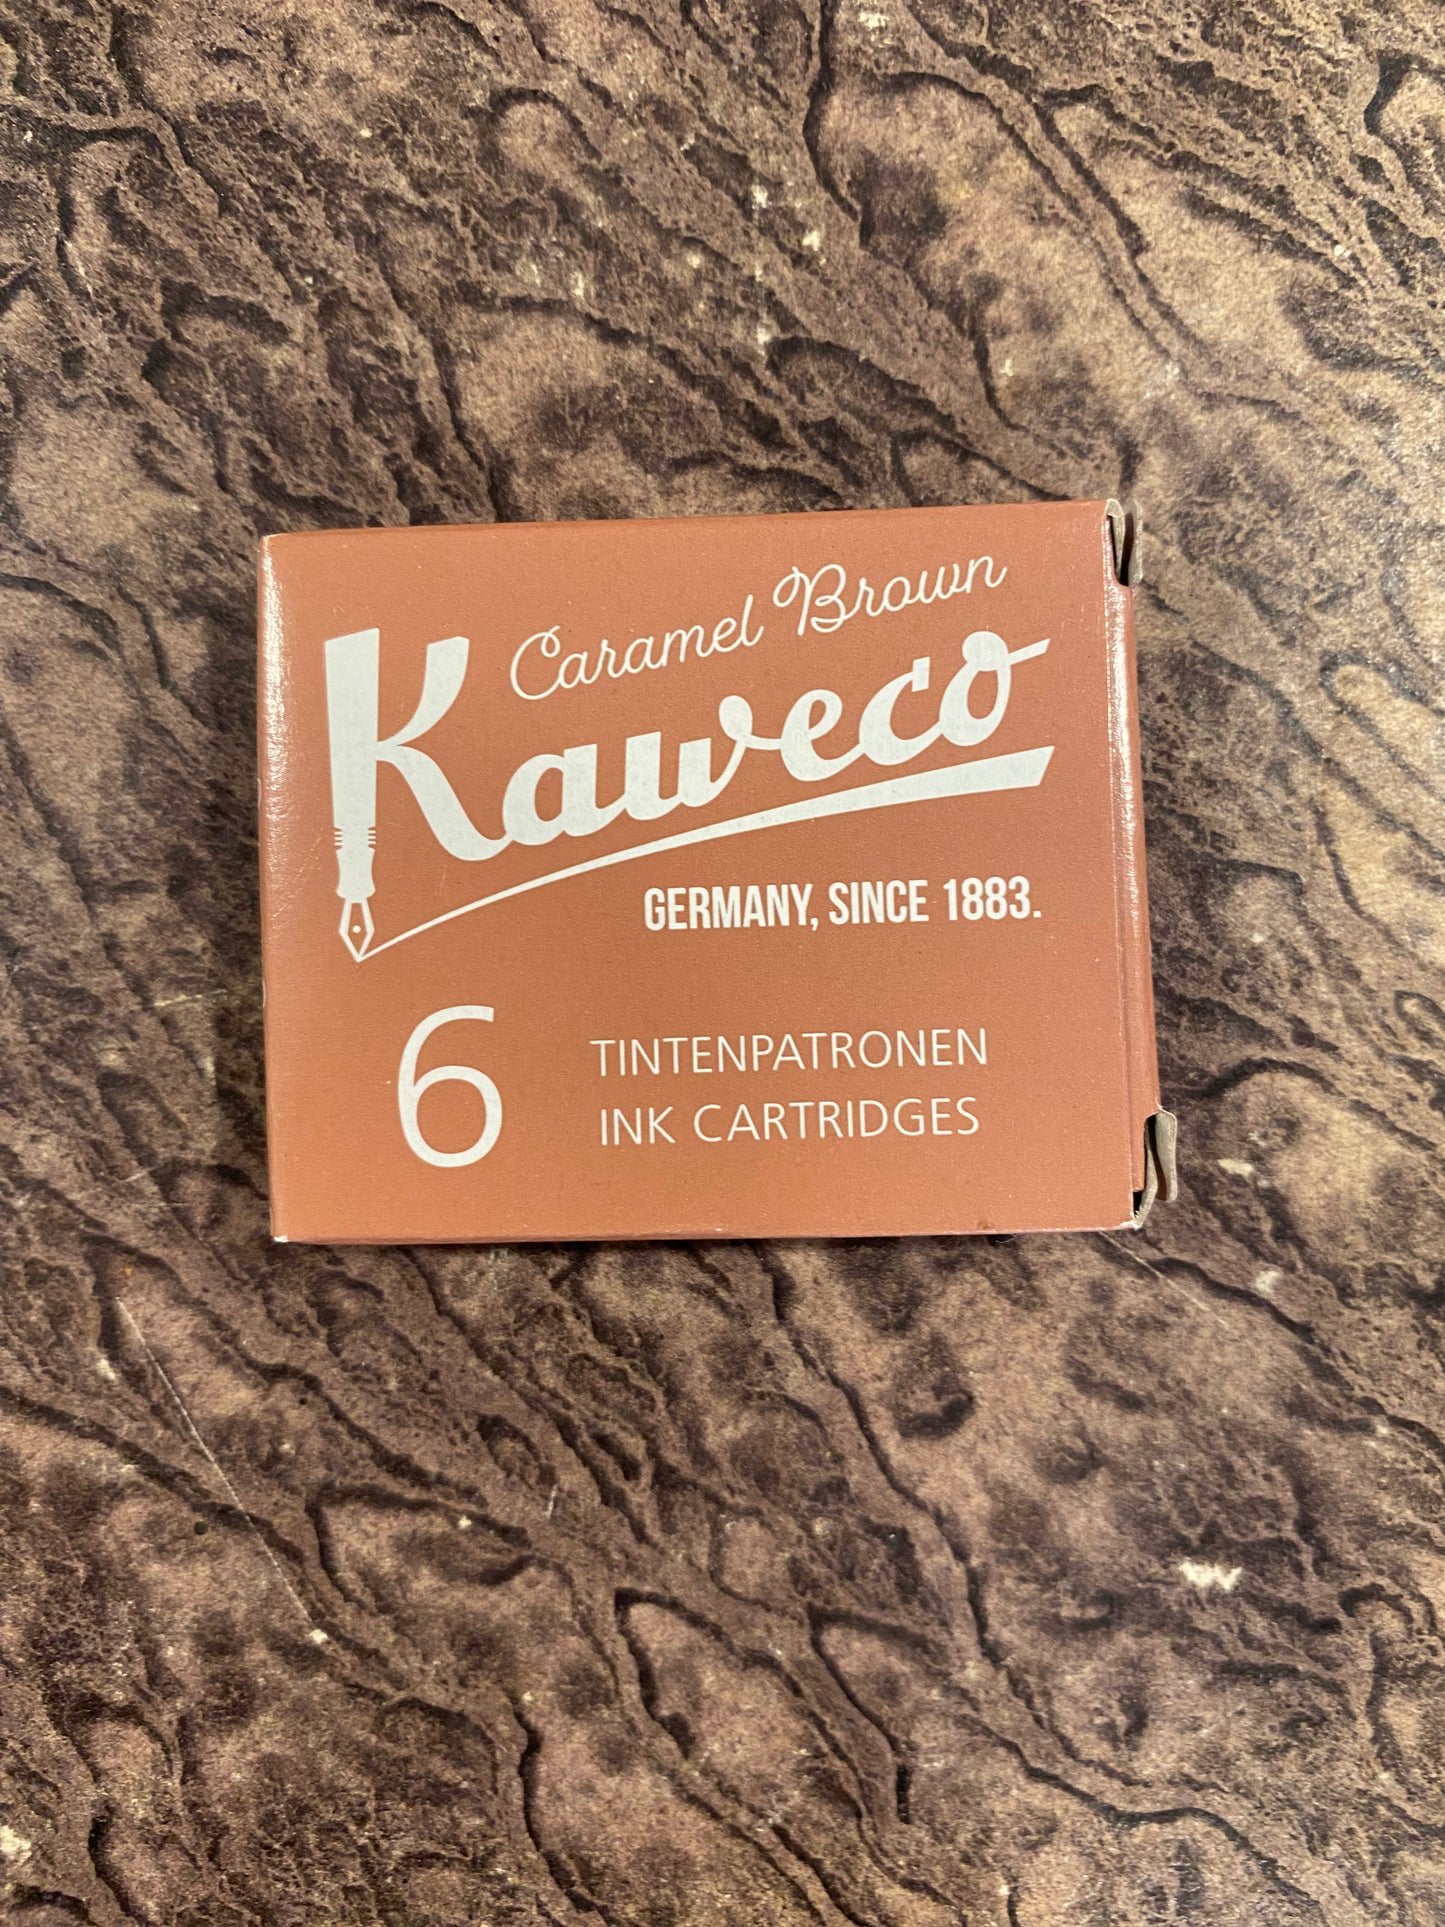 Caramel Brown
Kaweco
GERMANY, SINCE 1883.
6
TINTENPATRONEN
INK CARTRIDGES